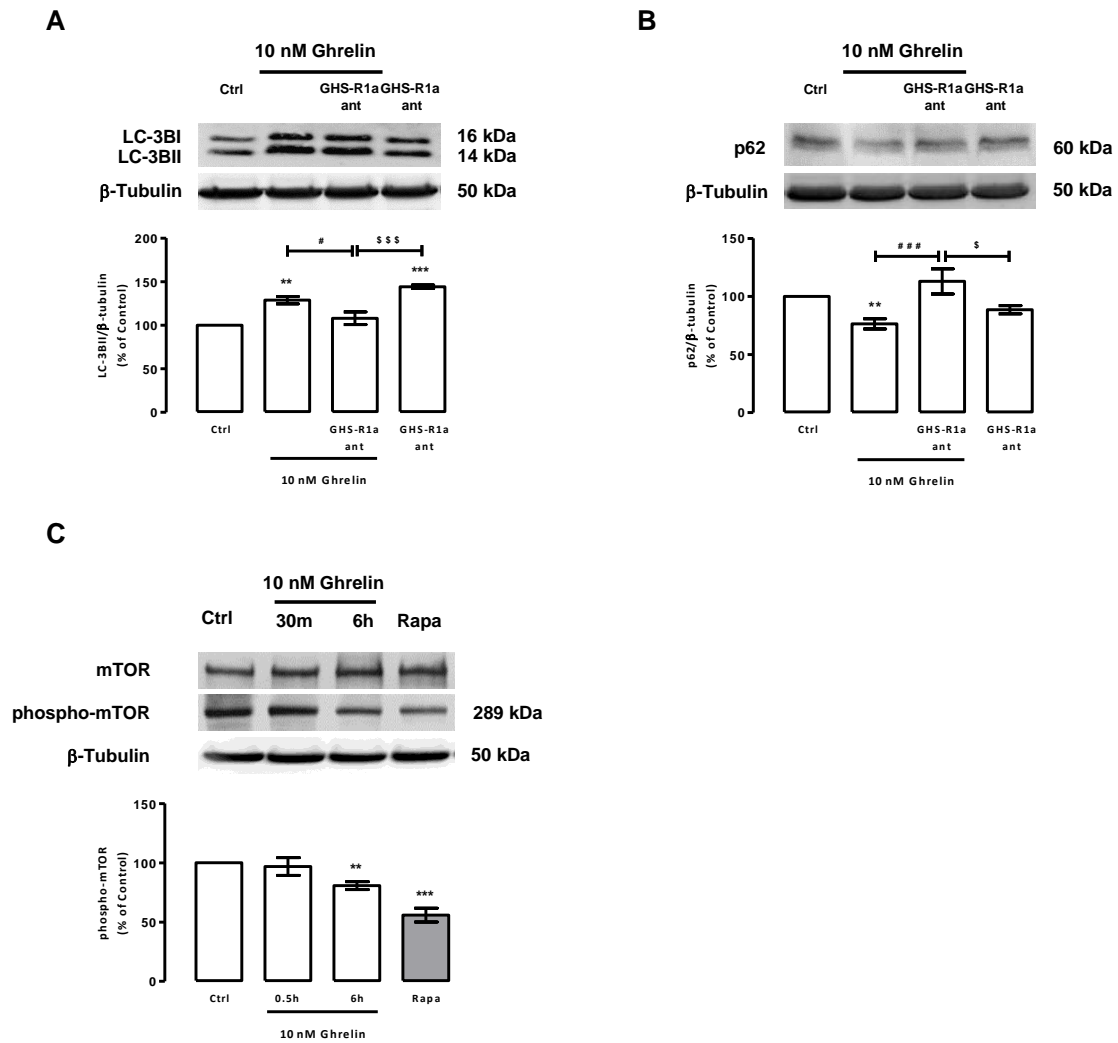 A
10 nM Ghrelin
Ctrl
GHS-R1a
ant
GHS-R1a
ant
LC-3BI
16 kDa
LC-3BII
14 kDa
β-Tubulin
50 kDa
LC-3BII/β-tubulin
(% of Control)
200
150
100
50
0
**
#
$$$
***
Ctrl
GHS-R1a
ant
GHS-R1a
ant
10 nM Ghrelin
B
10 nM Ghrelin
Ctrl
GHS-R1a
ant
GHS-R1a
ant
p62
60 kDa
β-Tubulin
50 kDa
p62/β-tubulin
(% of Control)
150
100
50
0
**
###
$
Ctrl
GHS-R1a
ant
GHS-R1a
ant
10 nM Ghrelin
C
10 nM Ghrelin
Ctrl
30m
6h
Rapa
mTOR
phospho-mTOR
289 kDa
β-Tubulin
50 kDa
phospho-mTOR
(% of Control)
150
100
50
0
**
***
Ctrl
0.5h
6h
Rapa
10 nM Ghrelin